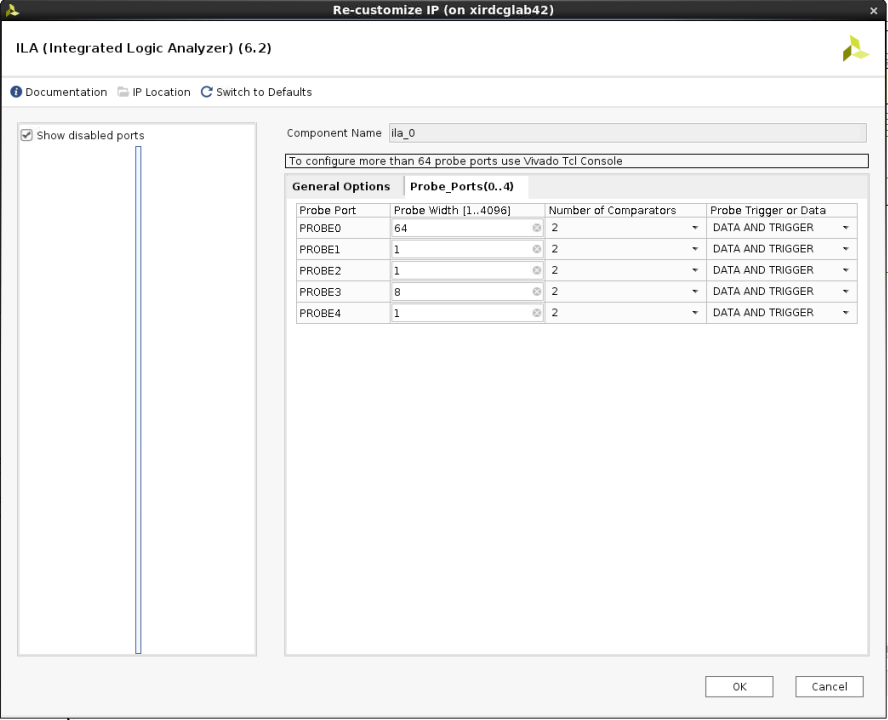 Re-customize IP (on xirdcglab42)
ILA (Integrated Logic Analyzer) (6.2)
Documentation IP Location Switch to Defaults
Show disabled ports
Component Name ila_0
To configure more than 64 probe ports use Vivado Tcl Console
General Options Probe_Ports(0..4)
Probe Port Probe Width [1..4096] Number of Comparators Probe Trigger or Data
PROBE0 64 2 DATA AND TRIGGER
PROBE1 1 2 DATA AND TRIGGER
PROBE2 1 2 DATA AND TRIGGER
PROBE3 8 2 DATA AND TRIGGER
PROBE4 1 2 DATA AND TRIGGER
OK Cancel